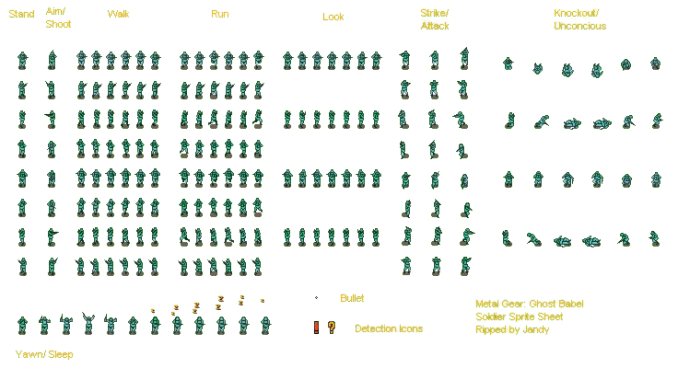 Stand
Aim/
Shoot
Walk
Run
Look
Strike/
Attack
Knockout/
Unconcious
Bullet
Detection Icons
Metal Gear: Ghost Babel
Soldier Sprite Sheet
Ripped by Jandy
Yawn/ Sleep